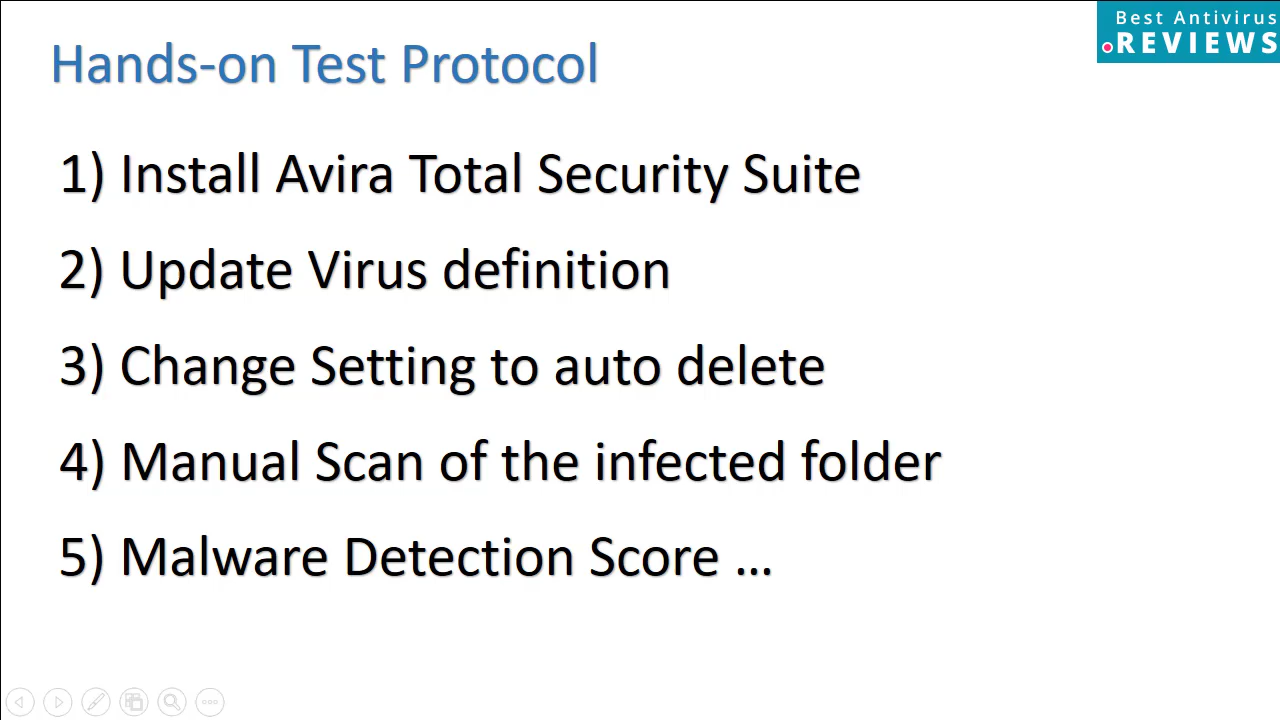 Best Antivirus
.REVIEWS
Hands-on Test Protocol
1) Install Avira Total Security Suite
2) Update Virus definition
3) Change Setting to auto delete
4) Manual Scan of the infected folder
5) Malware Detection Score ...